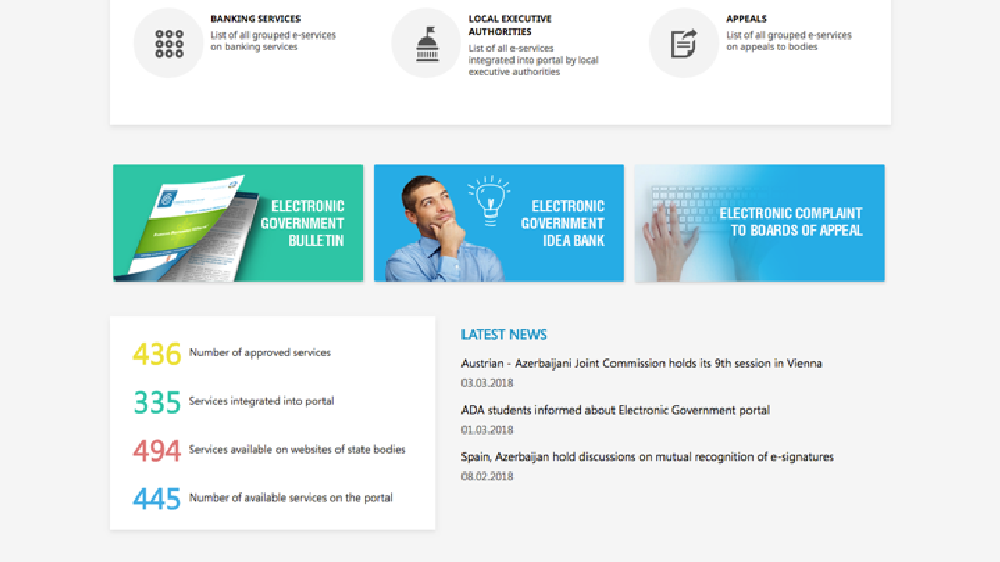 BANKING SERVICES
List of all grouped e-services
on banking services
LOCAL EXECUTIVE
AUTHORITIES
List of all e-services
integrated into portal by local
executive authorities
APPEALS
List of all grouped e-services
on appeals to bodies
ELECTRONIC
GOVERNMENT
BULLETIN
ELECTRONIC
GOVERNMENT
IDEA BANK
ELECTRONIC COMPLAINT
TO BOARDS OF APPEAL
436 Number of approved services
335 Services integrated into portal
494 Services available on websites of state bodies
445 Number of available services on the portal
LATEST NEWS
Austrian - Azerbaijani Joint Commission holds its 9th session in Vienna
03.03.2018
ADA students informed about Electronic Government portal
01.03.2018
Spain, Azerbaijan hold discussions on mutual recognition of e-signatures
08.02.2018